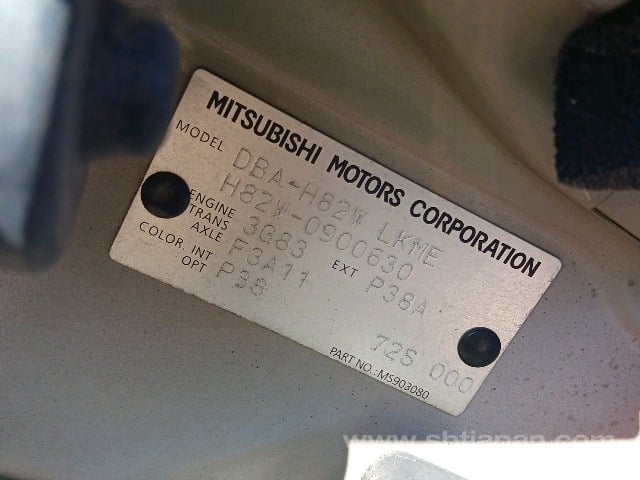 MITSUBISHI MOTORS CORPORATION
MODEL DBA-H82W LKME
H82W-0900630
ENGINE 3G83 EXT P38A
TRANS AXLE F3A11
COLOR, INT OPT P38
72S 000
PART NO.: MS903080
www.sbtjapan.com